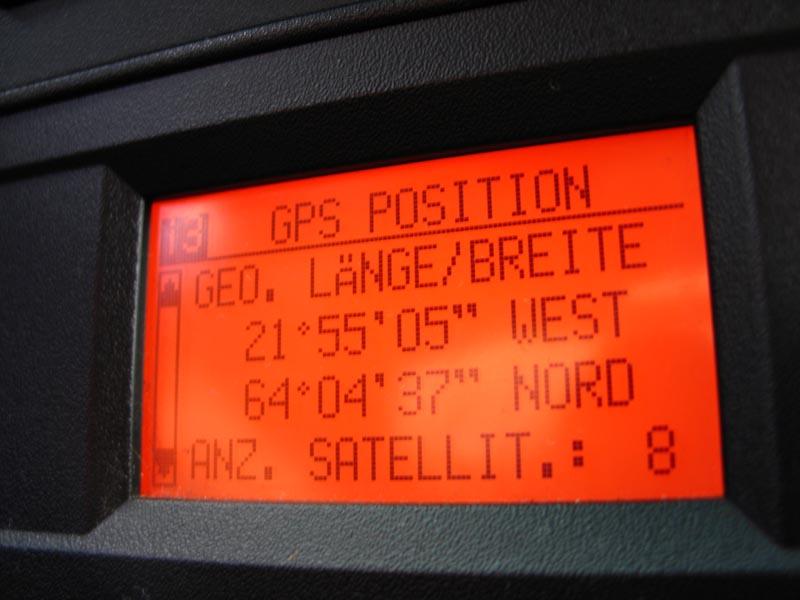 13 GPS POSITION
GEO. LÄNGE/BREITE
21°55'05" WEST
64°04'37" NORD
ANZ. SATELLIT.: 8